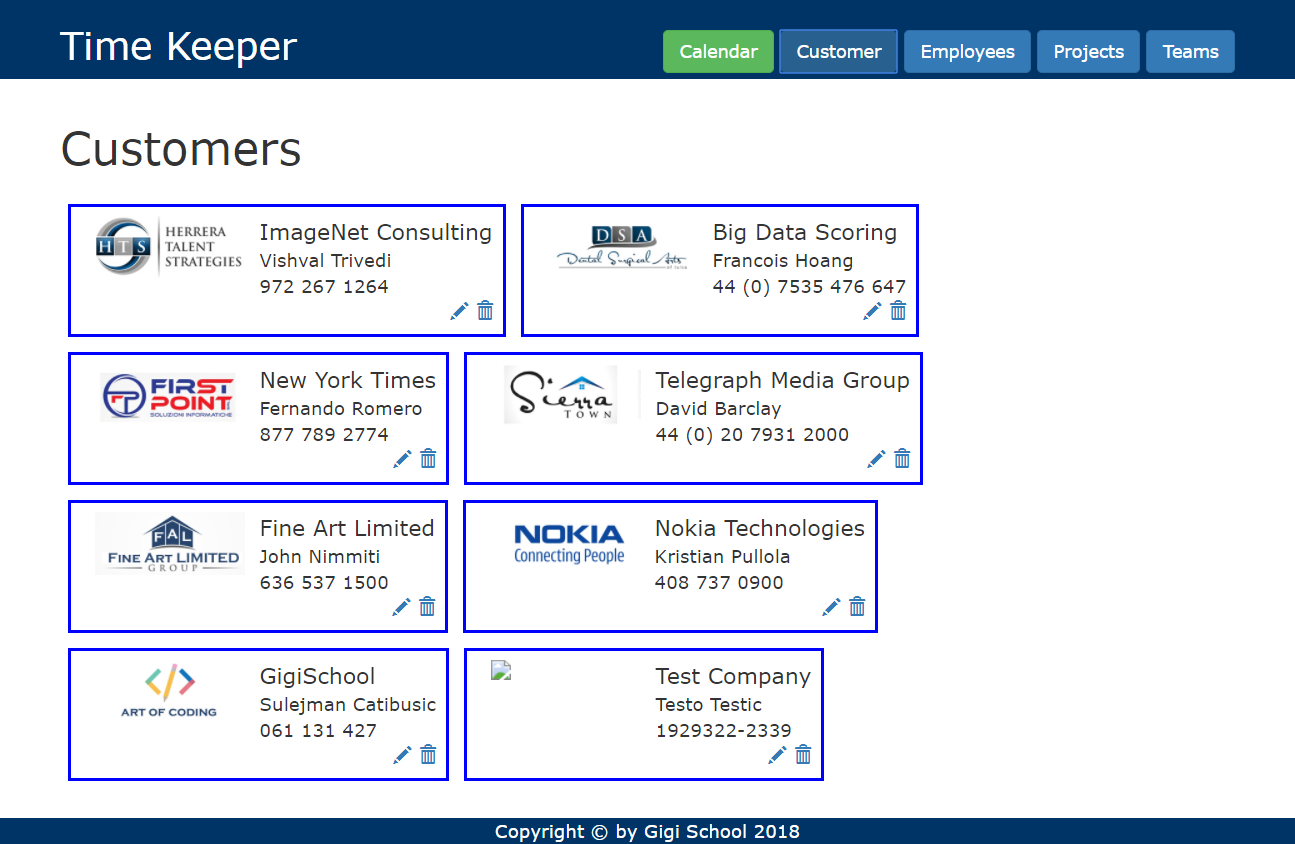 Time Keeper
Calendar
Customer
Employees
Projects
Teams
Customers
HTS
HERRERA
TALENT
STRATEGIES
ImageNet Consulting
Vishval Trivedi
972 267 1264
DSA
Dental Surgical Arts
Big Data Scoring
Francois Hoang
44 (0) 7535 476 647
FIRST
POINT
SOLUZIONI INFORMATICHE
New York Times
Fernando Romero
877 789 2774
Sierra
TOWN
Telegraph Media Group
David Barclay
44 (0) 20 7931 2000
FAL
FINE ART LIMITED
GROUP
Fine Art Limited
John Nimmiti
636 537 1500
NOKIA
Connecting People
Nokia Technologies
Kristian Pullola
408 737 0900
ART OF CODING
GigiSchool
Sulejman Catibusic
061 131 427
Test Company
Testo Testic
1929322-2339
Copyright © by Gigi School 2018